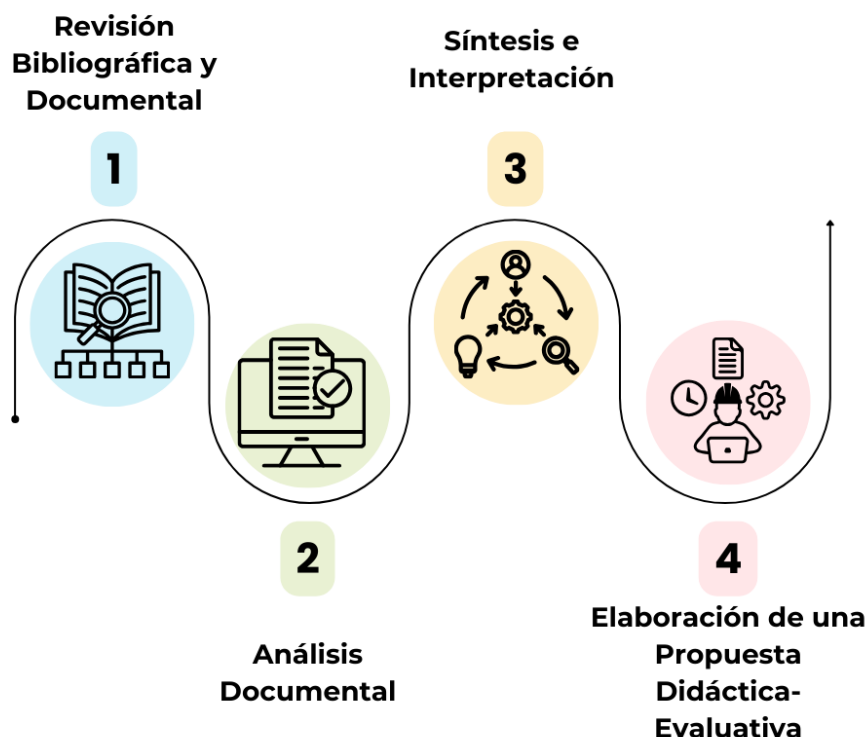 Revisión
Bibliográfica y
Documental
1
2
Análisis
Documental
Síntesis e
Interpretación
3
4
Elaboración de una
Propuesta
Didáctica-
Evaluativa